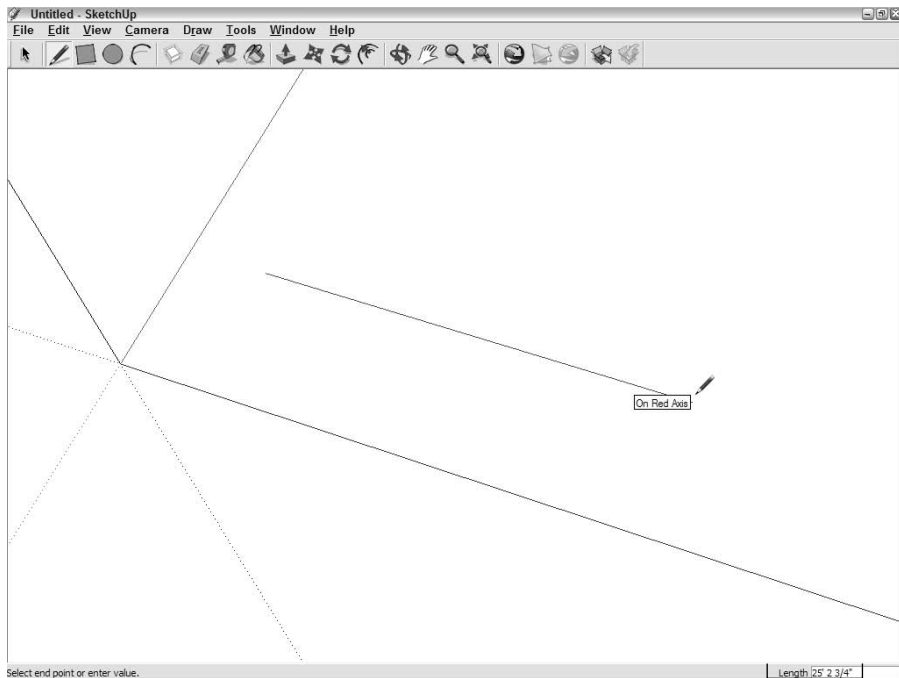 Untitled - SketchUp
File Edit View Camera Draw Tools Window Help
On Red Axis
Select end point or enter value.
Length 25' 2 3/4"